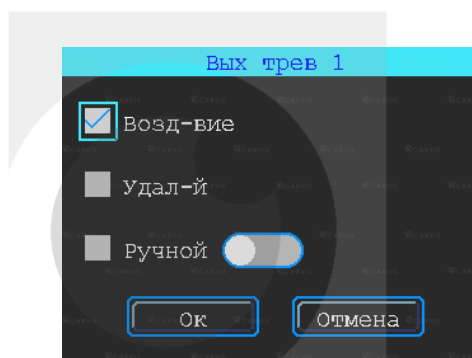 Вых трев 1
Возд-вие
Удал-й
Ручной
Ок Отмена